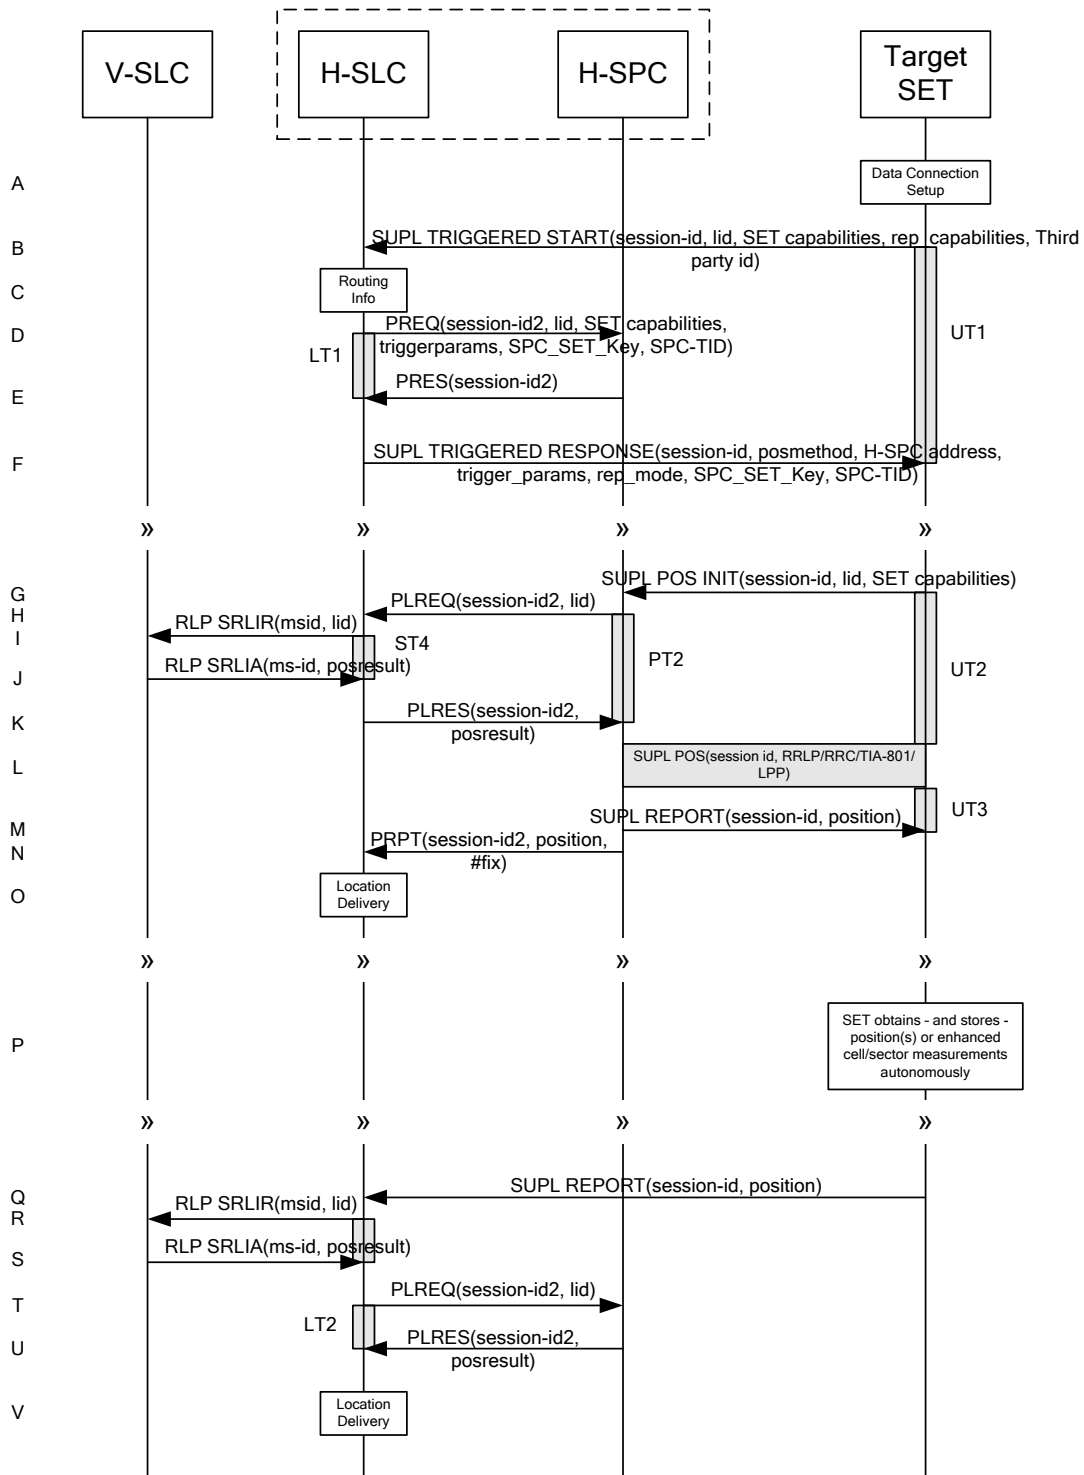 V-SLC
H-SLC
H-SPC
Target
SET
A
Data Connection
Setup
B
SUPL TRIGGERED START(session-id, lid, SET capabilities, rep_capabilities, Third
party id)
C
Routing
Info
D
PREQ(session-id2, lid, SET capabilities,
triggerparams, SPC_SET_Key, SPC-TID)
UT1
LT1
E
PRES(session-id2)
F
SUPL TRIGGERED RESPONSE(session-id, posmethod, H-SPC address,
trigger_params, rep_mode, SPC_SET_Key, SPC-TID)
» » » »
G
SUPL POS INIT(session-id, lid, SET capabilities)
H
PLREQ(session-id2, lid)
I
RLP SRLIR(msid, lid)
ST4
PT2
UT2
J
RLP SRLIA(ms-id, posresult)
K
PLRES(session-id2,
posresult)
L
SUPL POS(session id, RRLP/RRC/TIA-801/
LPP)
UT3
M
SUPL REPORT(session-id, position)
N
PRPT(session-id2, position,
#fix)
O
Location
Delivery
» » » »
P
SET obtains - and stores -
position(s) or enhanced
cell/sector measurements
autonomously
» » » »
Q
SUPL REPORT(session-id, position)
R
RLP SRLIR(msid, lid)
S
RLP SRLIA(ms-id, posresult)
T
PLREQ(session-id2, lid)
LT2
U
PLRES(session-id2,
posresult)
V
Location
Delivery